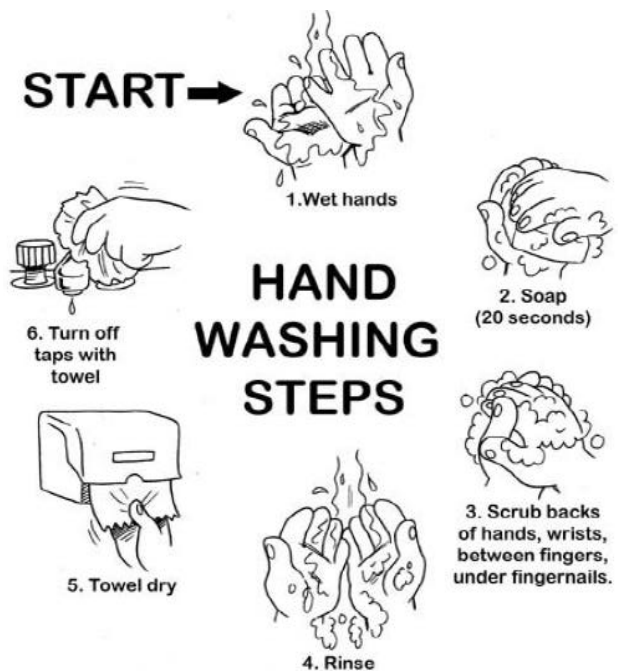 START
1.Wet hands
2. Soap
(20 seconds)
3. Scrub backs
of hands, wrists,
between fingers,
under fingernails.
4. Rinse
5. Towel dry
6. Turn off
taps with
towel
HAND
WASHING
STEPS